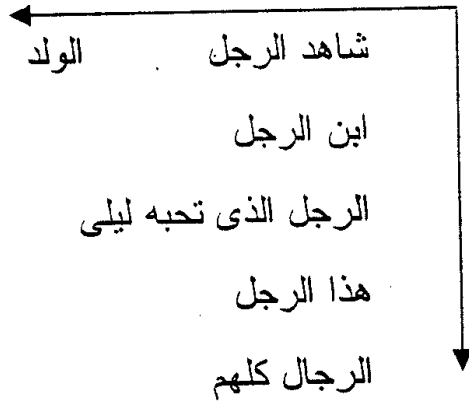 شاهد الرجل الولد
ابن الرجل
الرجل الذى تحبه ليلى
هذا الرجل
الرجال كلهم